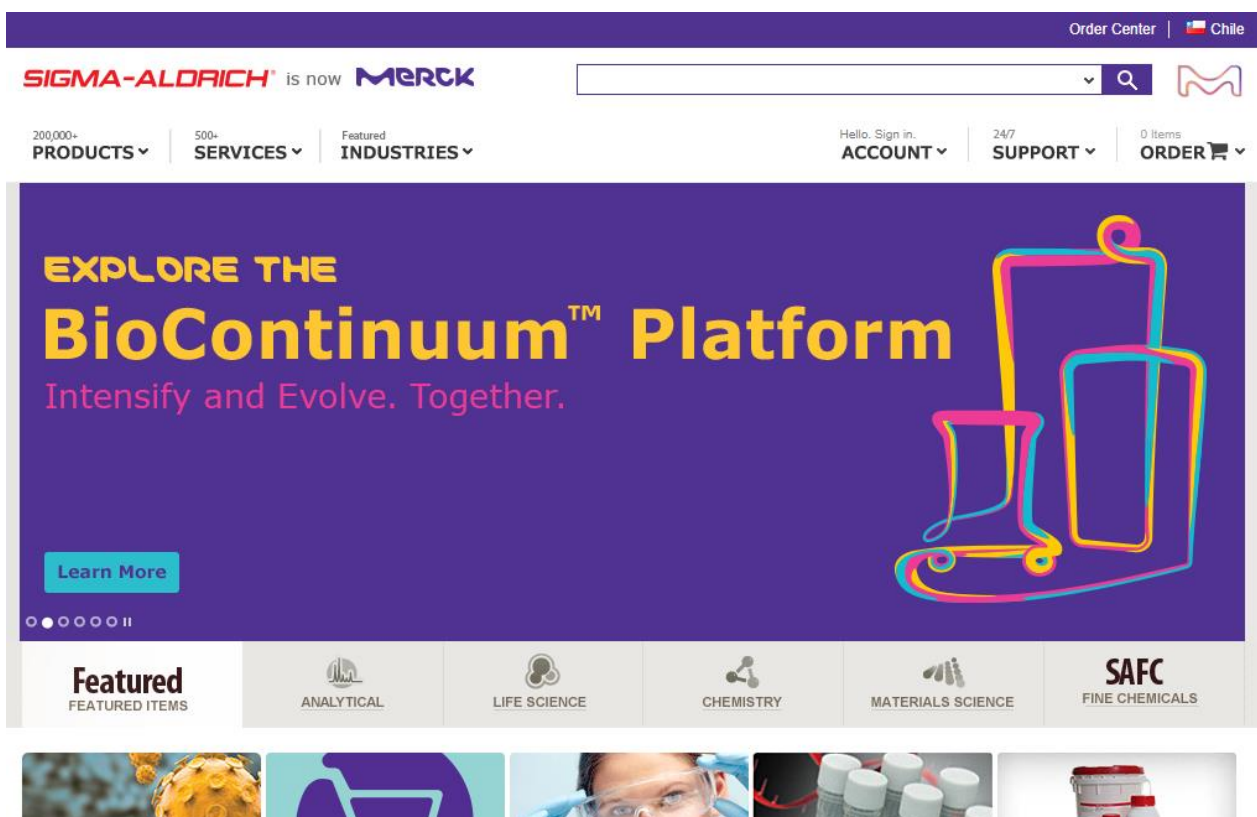 Order Center | Chile
SIGMA-ALDRICH® is now MERCK
200,000+
PRODUCTS
500+
SERVICES
Featured
INDUSTRIES
Hello. Sign in.
ACCOUNT
24/7
SUPPORT
0 Items
ORDER
EXPLORE THE
BioContinuum™ Platform
Intensify and Evolve. Together.
Learn More
Featured
FEATURED ITEMS
ANALYTICAL
LIFE SCIENCE
CHEMISTRY
MATERIALS SCIENCE
SAFC
FINE CHEMICALS